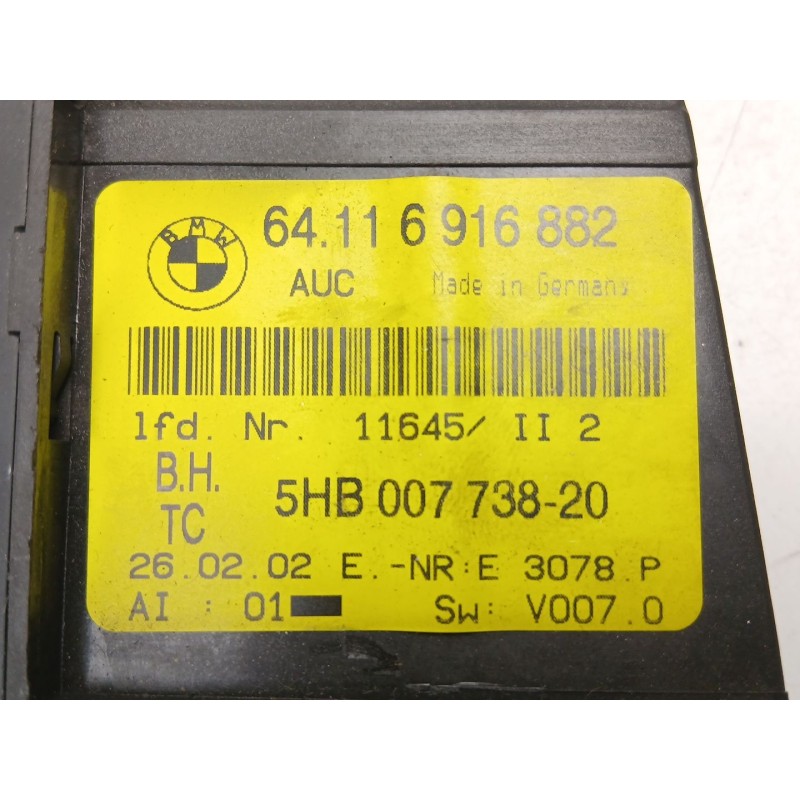 BMW
64.11 6 916 882
AUC Made in Germany
lfd. Nr. 11645/ II 2
B.H.
TC
5HB 007 738-20
26.02.02 E.-NR:E 3078 P
AI : 01 Sw: V007.0